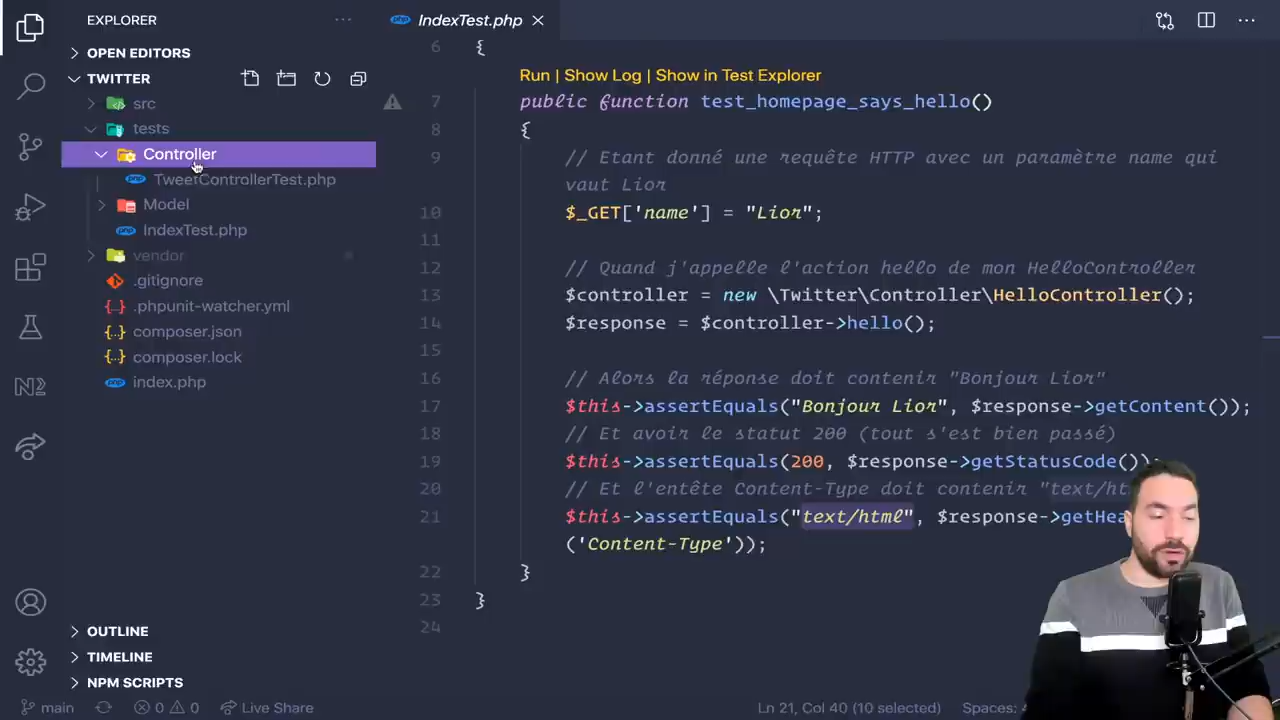 EXPLORER
OPEN EDITORS
TWITTER
src
tests
Controller
TweetControllerTest.php
Model
IndexTest.php
vendor
.gitignore
.phpunit-watcher.yml
composer.json
composer.lock
index.php
OUTLINE
TIMELINE
NPM SCRIPTS
IndexTest.php
6 {
Run | Show Log | Show in Test Explorer
7 public function test_homepage_says_hello()
8 {
9 // Etant donné une requête HTTP avec un paramètre name qui
vaut Lior
10 $_GET['name'] = "Lior";
11
12 // Quand j'appelle l'action hello de mon HelloController
13 $controller = new \Twitter\Controller\HelloController();
14 $response = $controller->hello();
15
16 // Alors la réponse doit contenir "Bonjour Lior"
17 $this->assertEquals("Bonjour Lior", $response->getContent());
18 // Et avoir le statut 200 (tout s'est bien passé)
19 $this->assertEquals(200, $response->getStatusCode());
20 // Et l'entête Content-Type doit contenir "text/ht
21 $this->assertEquals("text/html", $response->getHea
('Content-Type'));
22 }
23 }
24
main 0 0 Live Share Ln 21, Col 40 (10 selected) Spaces: